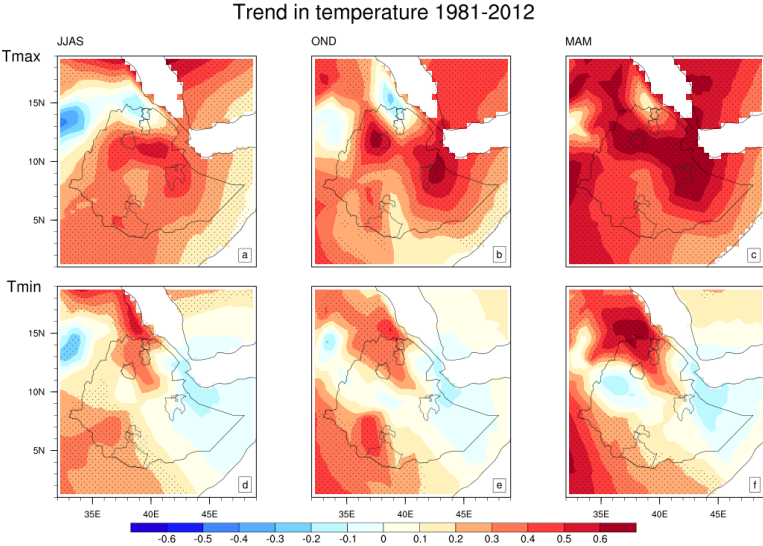 Trend in temperature 1981-2012
JJAS OND MAM
Tmax
15N
10N
5N
a b c
Tmin
15N
10N
5N
d e f
35E 40E 45E 35E 40E 45E 35E 40E 45E
-0.6 -0.5 -0.4 -0.3 -0.2 -0.1 0 0.1 0.2 0.3 0.4 0.5 0.6